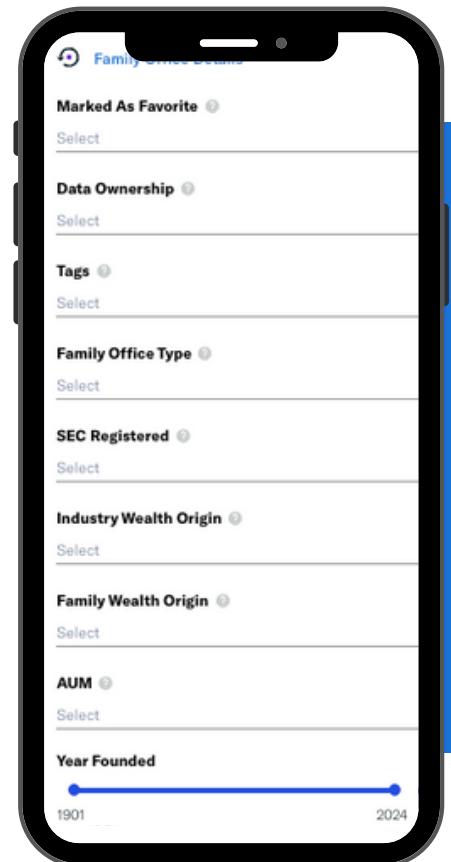 Family Office Details
Marked As Favorite
Select
Data Ownership
Select
Tags
Select
Family Office Type
Select
SEC Registered
Select
Industry Wealth Origin
Select
Family Wealth Origin
Select
AUM
Select
Year Founded
1901 2024